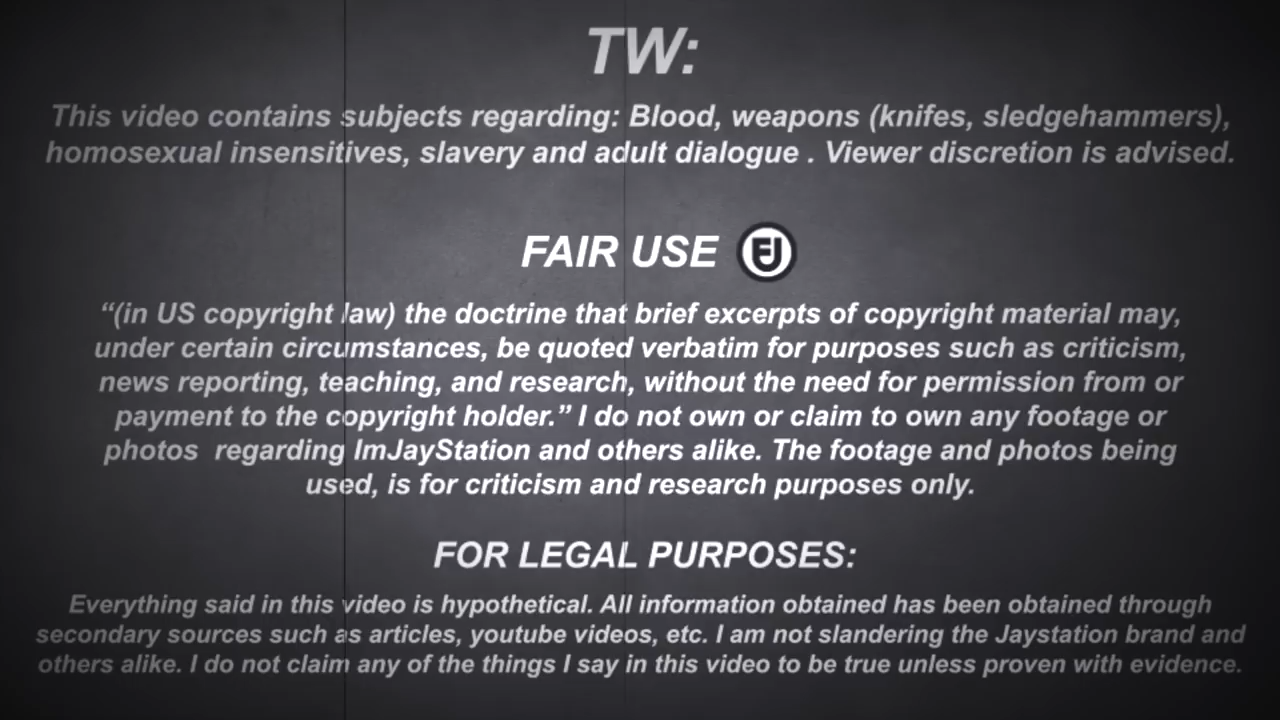 TW:
This video contains subjects regarding: Blood, weapons (knifes, sledgehammers),
homosexual insensitives, slavery and adult dialogue . Viewer discretion is advised.
FAIR USE FJ
“(in US copyright law) the doctrine that brief excerpts of copyright material may,
under certain circumstances, be quoted verbatim for purposes such as criticism,
news reporting, teaching, and research, without the need for permission from or
payment to the copyright holder.” I do not own or claim to own any footage or
photos  regarding ImJayStation and others alike. The footage and photos being
used, is for criticism and research purposes only.
FOR LEGAL PURPOSES:
Everything said in this video is hypothetical. All information obtained has been obtained through
secondary sources such as articles, youtube videos, etc. I am not slandering the Jaystation brand and
others alike. I do not claim any of the things I say in this video to be true unless proven with evidence.